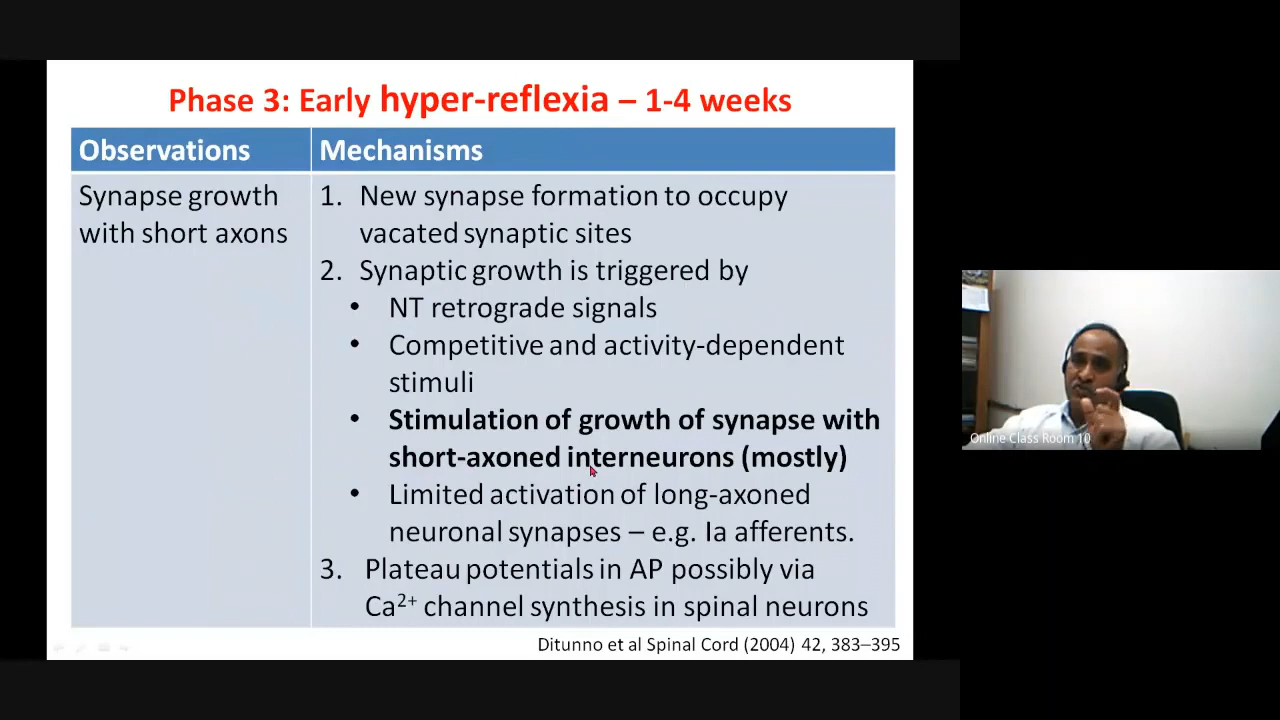 Phase 3: Early hyper-reflexia – 1-4 weeks
Observations
Mechanisms
Synapse growth
with short axons
1. New synapse formation to occupy
vacated synaptic sites
2. Synaptic growth is triggered by
• NT retrograde signals
• Competitive and activity-dependent
stimuli
• Stimulation of growth of synapse with
short-axoned interneurons (mostly)
• Limited activation of long-axoned
neuronal synapses – e.g. Ia afferents.
3. Plateau potentials in AP possibly via
Ca²⁺ channel synthesis in spinal neurons
Ditunno et al Spinal Cord (2004) 42, 383–395
Online Class Room 10